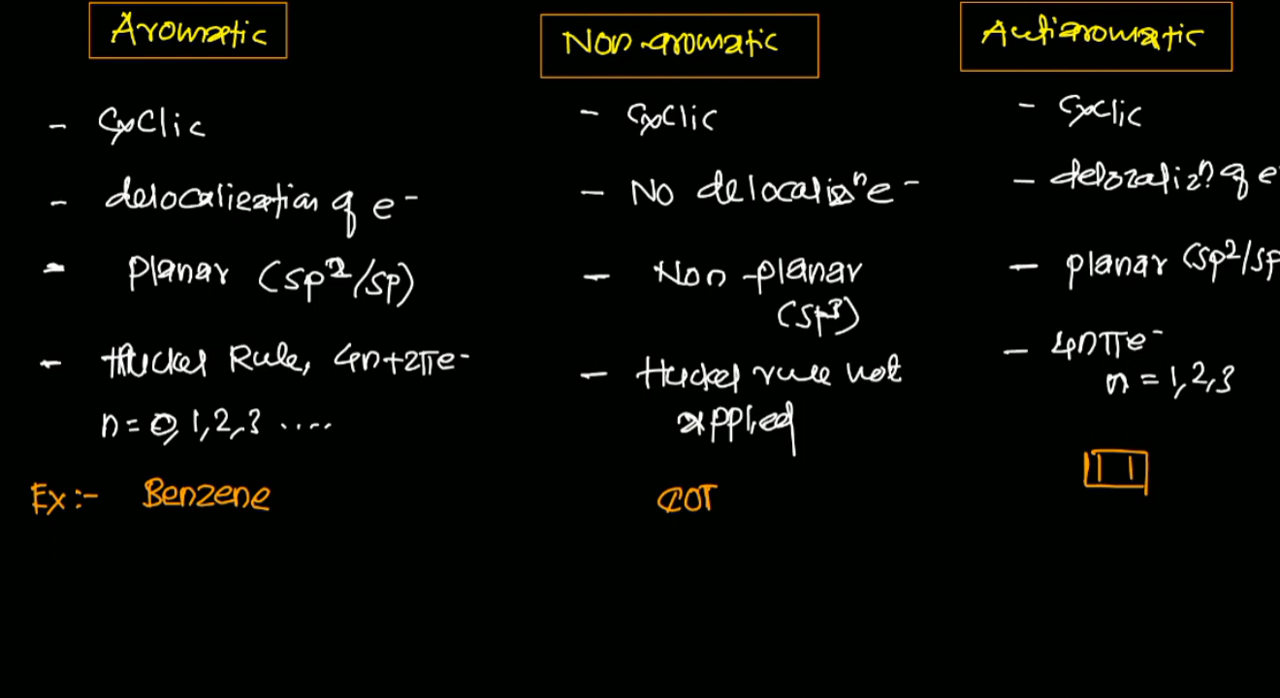 Aromatic
- Cyclic
- delocalization of e-
- Planar (sp2/sp)
- Huckel Rule, 4n+2πe-
n = 0, 1, 2, 3 ....
Ex:- Benzene
Non-aromatic
- Cyclic
- No delocalisne-
- Non-planar
(sp3)
- Huckel rule not
applied
COT
Antiaromatic
- Cyclic
- delocalizn of e
- planar (sp2/sp
- 4nπe-
n = 1, 2, 3